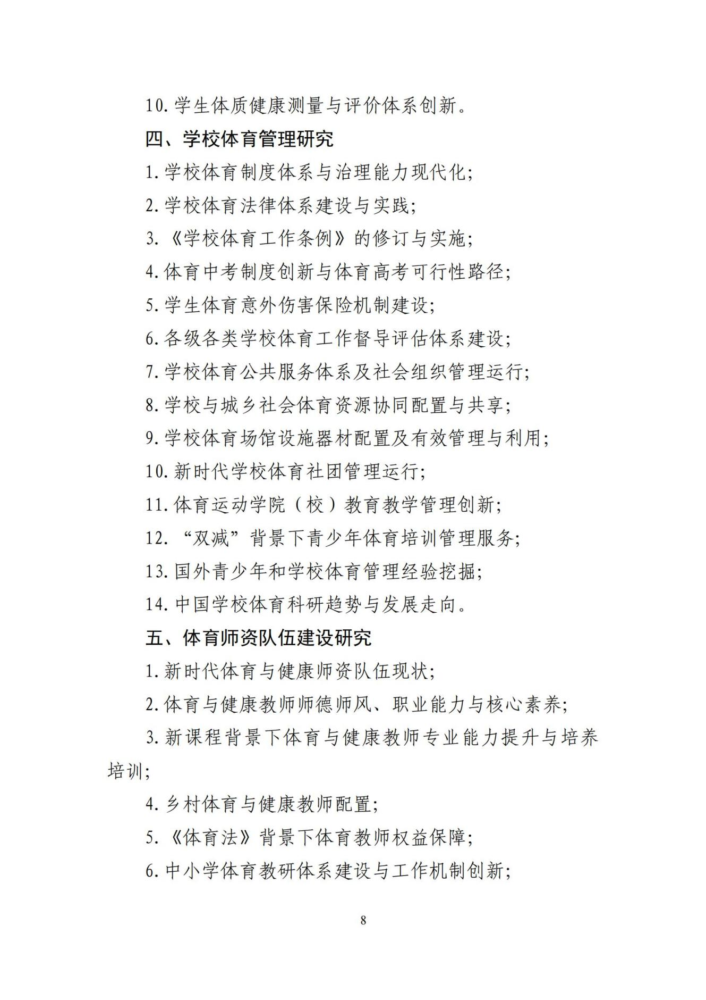 10.学生体质健康测量与评价体系创新。
四、学校体育管理研究
1.学校体育制度体系与治理能力现代化；
2.学校体育法律体系建设与实践；
3.《学校体育工作条例》的修订与实施；
4.体育中考制度创新与体育高考可行性路径；
5.学生体育意外伤害保险机制建设；
6.各级各类学校体育工作督导评估体系建设；
7.学校体育公共服务体系及社会组织管理运行；
8.学校与城乡社会体育资源协同配置与共享；
9.学校体育场馆设施器材配置及有效管理与利用；
10.新时代学校体育社团管理运行；
11.体育运动学院（校）教育教学管理创新；
12.“双减”背景下青少年体育培训管理服务；
13.国外青少年和学校体育管理经验挖掘；
14.中国学校体育科研趋势与发展走向。
五、体育师资队伍建设研究
1.新时代体育与健康师资队伍现状；
2.体育与健康教师师德师风、职业能力与核心素养；
3.新课程背景下体育与健康教师专业能力提升与培养
培训；
4.乡村体育与健康教师配置；
5.《体育法》背景下体育教师权益保障；
6.中小学体育教研体系建设与工作机制创新；
8